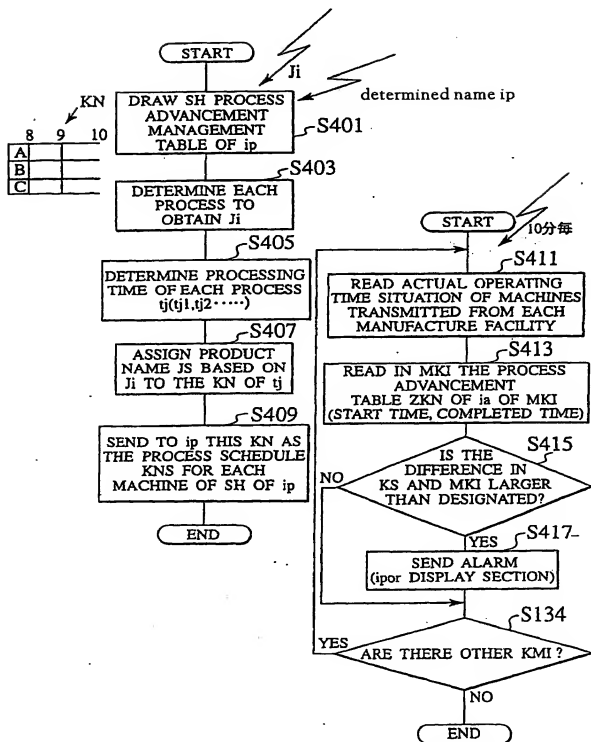 START
Ji
determined name ip
DRAW SH PROCESS
ADVANCEMENT
MANAGEMENT
TABLE OF ip
S401
KN
8 9 10
A
B
C
S403
DETERMINE EACH
PROCESS TO
OBTAIN Ji
S405
DETERMINE PROCESSING
TIME OF EACH PROCESS
tj(tj1,tj2·····)
S407
ASSIGN PRODUCT
NAME JS BASED ON
Ji TO THE KN OF tj
S409
SEND TO ip THIS KN AS
THE PROCESS SCHEDULE
KNS FOR EACH
MACHINE OF SH OF ip
END
START
10分毎
S411
READ ACTUAL OPERATING
TIME SITUATION OF MACHINES
TRANSMITTED FROM EACH
MANUFACTURE FACILITY
S413
READ IN MKI THE PROCESS
ADVANCEMENT
TABLE ZKN OF ia OF MKI
(START TIME, COMPLETED TIME)
S415
IS THE
DIFFERENCE IN
KS AND MKI LARGER
THAN DESIGNATED?
NO
YES
S417
SEND ALARM
(ipor DISPLAY SECTION)
S134
YES
ARE THERE OTHER KMI ?
NO
END